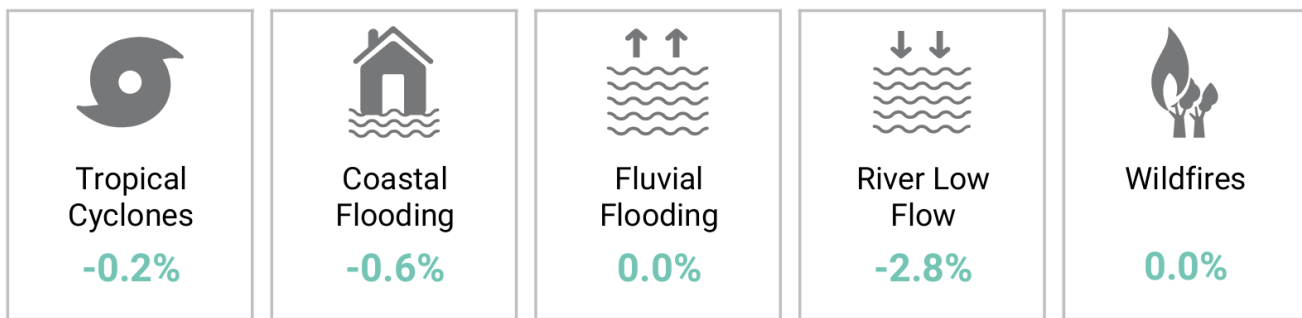 Tropical
Cyclones
-0.2%
Coastal
Flooding
-0.6%
Fluvial
Flooding
0.0%
River Low
Flow
-2.8%
Wildfires
0.0%